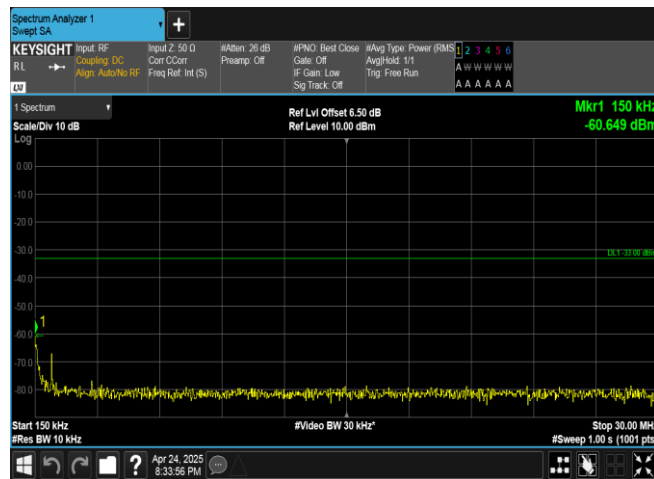 Spectrum Analyzer 1
Swept SA
+
KEYSIGHT
RL
LXI
Input: RF
Coupling: DC
Align: Auto/No RF
Input Z: 50 Ω
Corr CCorr
Freq Ref: Int (S)
#Atten: 26 dB
Preamp: Off
#PNO: Best Close
Gate: Off
IF Gain: Low
Sig Track: Off
#Avg Type: Power (RMS
Avg|Hold: 1/1
Trig: Free Run
1 2 3 4 5 6
A W W W W W
A A A A A A
1 Spectrum
Scale/Div 10 dB
Log
Ref Lvl Offset 6.50 dB
Ref Level 10.00 dBm
Mkr1 150 kHz
-60.649 dBm
0.00
-10.0
-20.0
-30.0
DL1 -33.00 dBm
-40.0
-50.0
1
-60.0
-70.0
-80.0
Start 150 kHz
#Res BW 10 kHz
#Video BW 30 kHz*
Stop 30.00 MHz
#Sweep 1.00 s (1001 pts
?
Apr 24, 2025
8:33:56 PM